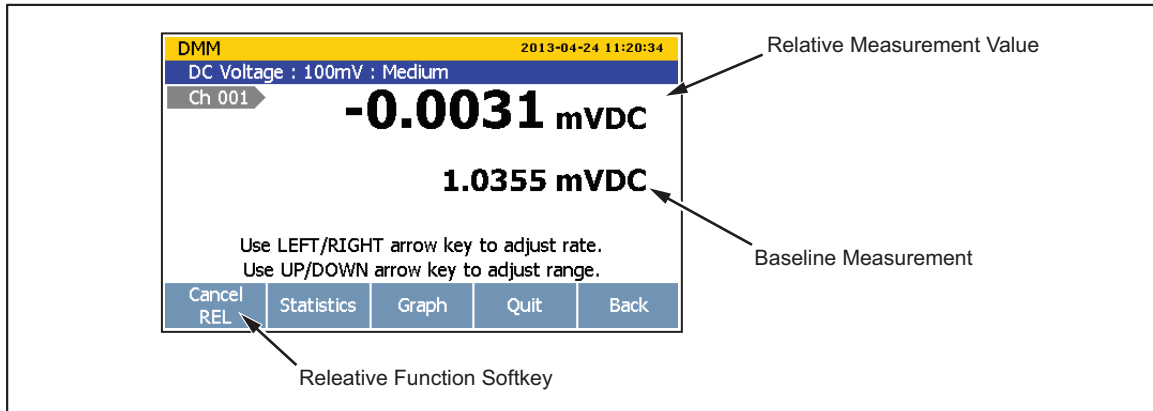 DMM 2013-04-24 11:20:34
DC Voltage : 100mV : Medium
Ch 001
-0.0031 mVDC
1.0355 mVDC
Use LEFT/RIGHT arrow key to adjust rate.
Use UP/DOWN arrow key to adjust range.
Cancel REL
Statistics
Graph
Quit
Back
Relative Measurement Value
Baseline Measurement
Releative Function Softkey